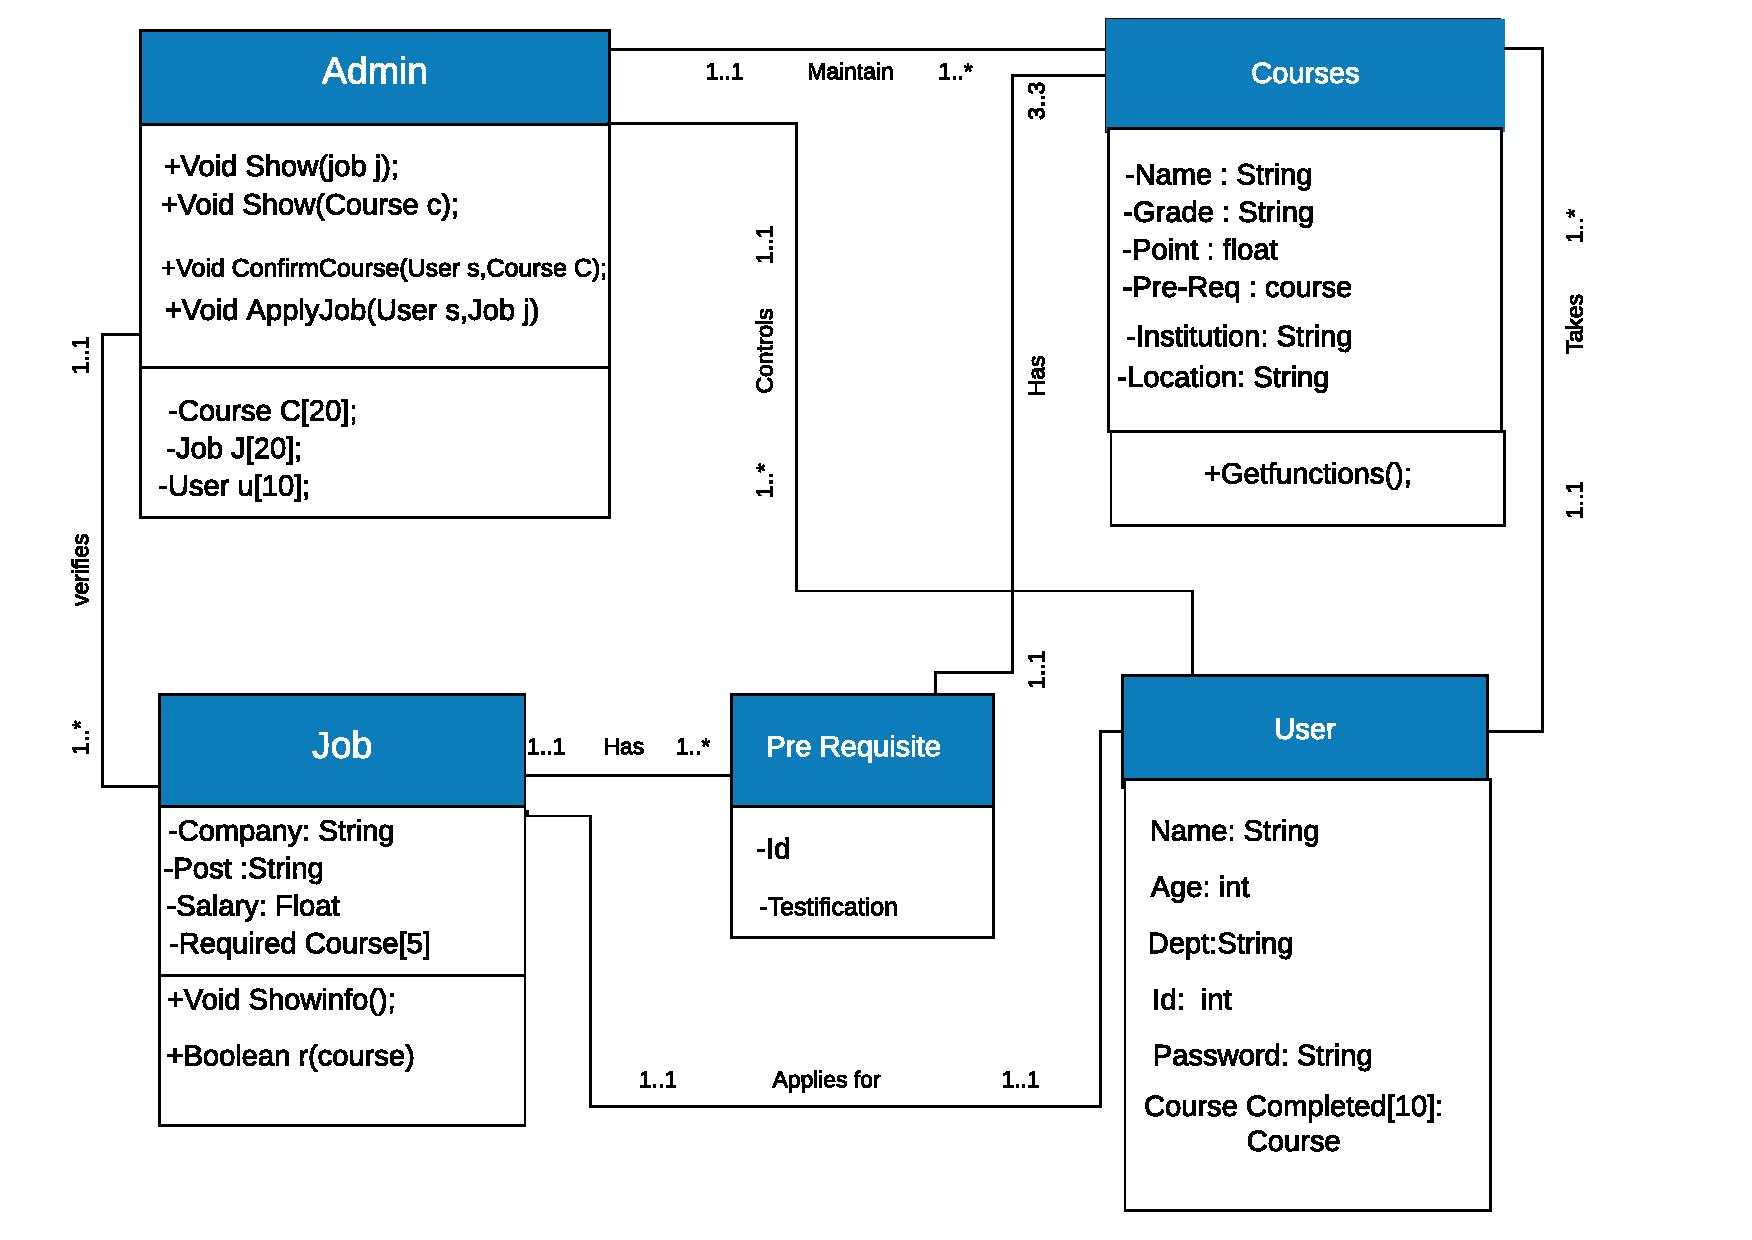 Admin
+Void Show(job j);
+Void Show(Course c);
+Void ConfirmCourse(User s,Course C);
+Void ApplyJob(User s,Job j)
-Course C[20];
-Job J[20];
-User u[10];
1..1 Maintain 1..*
Courses
-Name : String
-Grade : String
-Point : float
-Pre-Req : course
-Institution: String
-Location: String
+Getfunctions();
1..1
Controls
1..*
3..3
Has
1..1
1..*
Takes
1..1
1..1
verifies
1..*
Job
-Company: String
-Post :String
-Salary: Float
-Required Course[5]
+Void Showinfo();
+Boolean r(course)
1..1 Has 1..*
Pre Requisite
-Id
-Testification
User
Name: String
Age: int
Dept:String
Id: int
Password: String
Course Completed[10]:
Course
1..1 Applies for 1..1